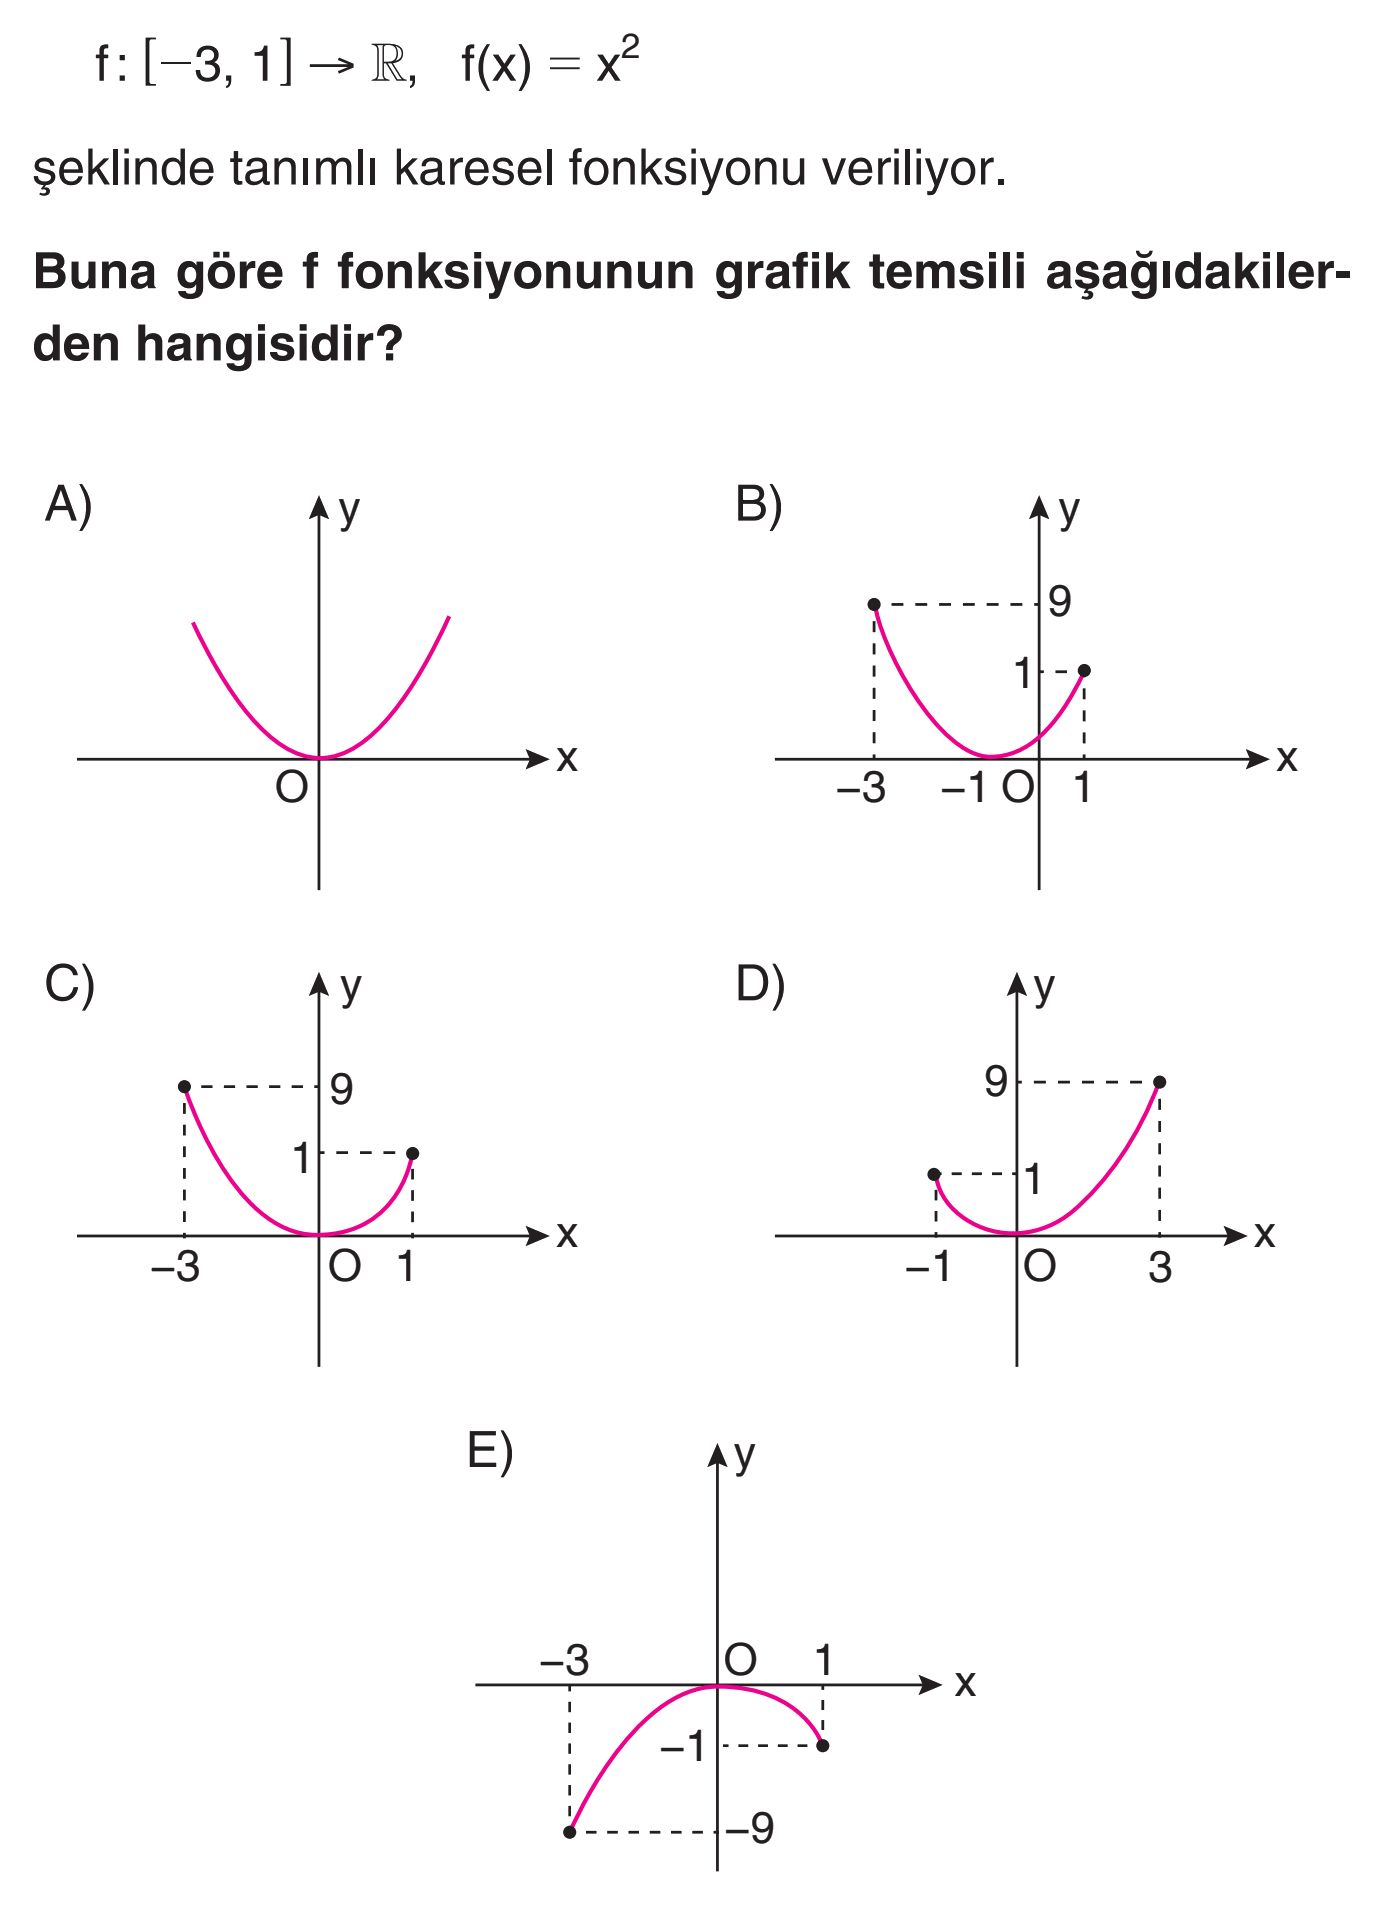 f: [−3, 1] → ℝ, f(x) = x²
şeklinde tanımlı karesel fonksiyonu veriliyor.
Buna göre f fonksiyonunun grafik temsili aşağıdakiler-
den hangisidir?
A)
y
x
O
B)
y
9
1
x
−3
−1
O
1
C)
y
9
1
x
−3
O
1
D)
y
9
1
x
−1
O
3
E)
y
−3
O
1
x
−1
−9